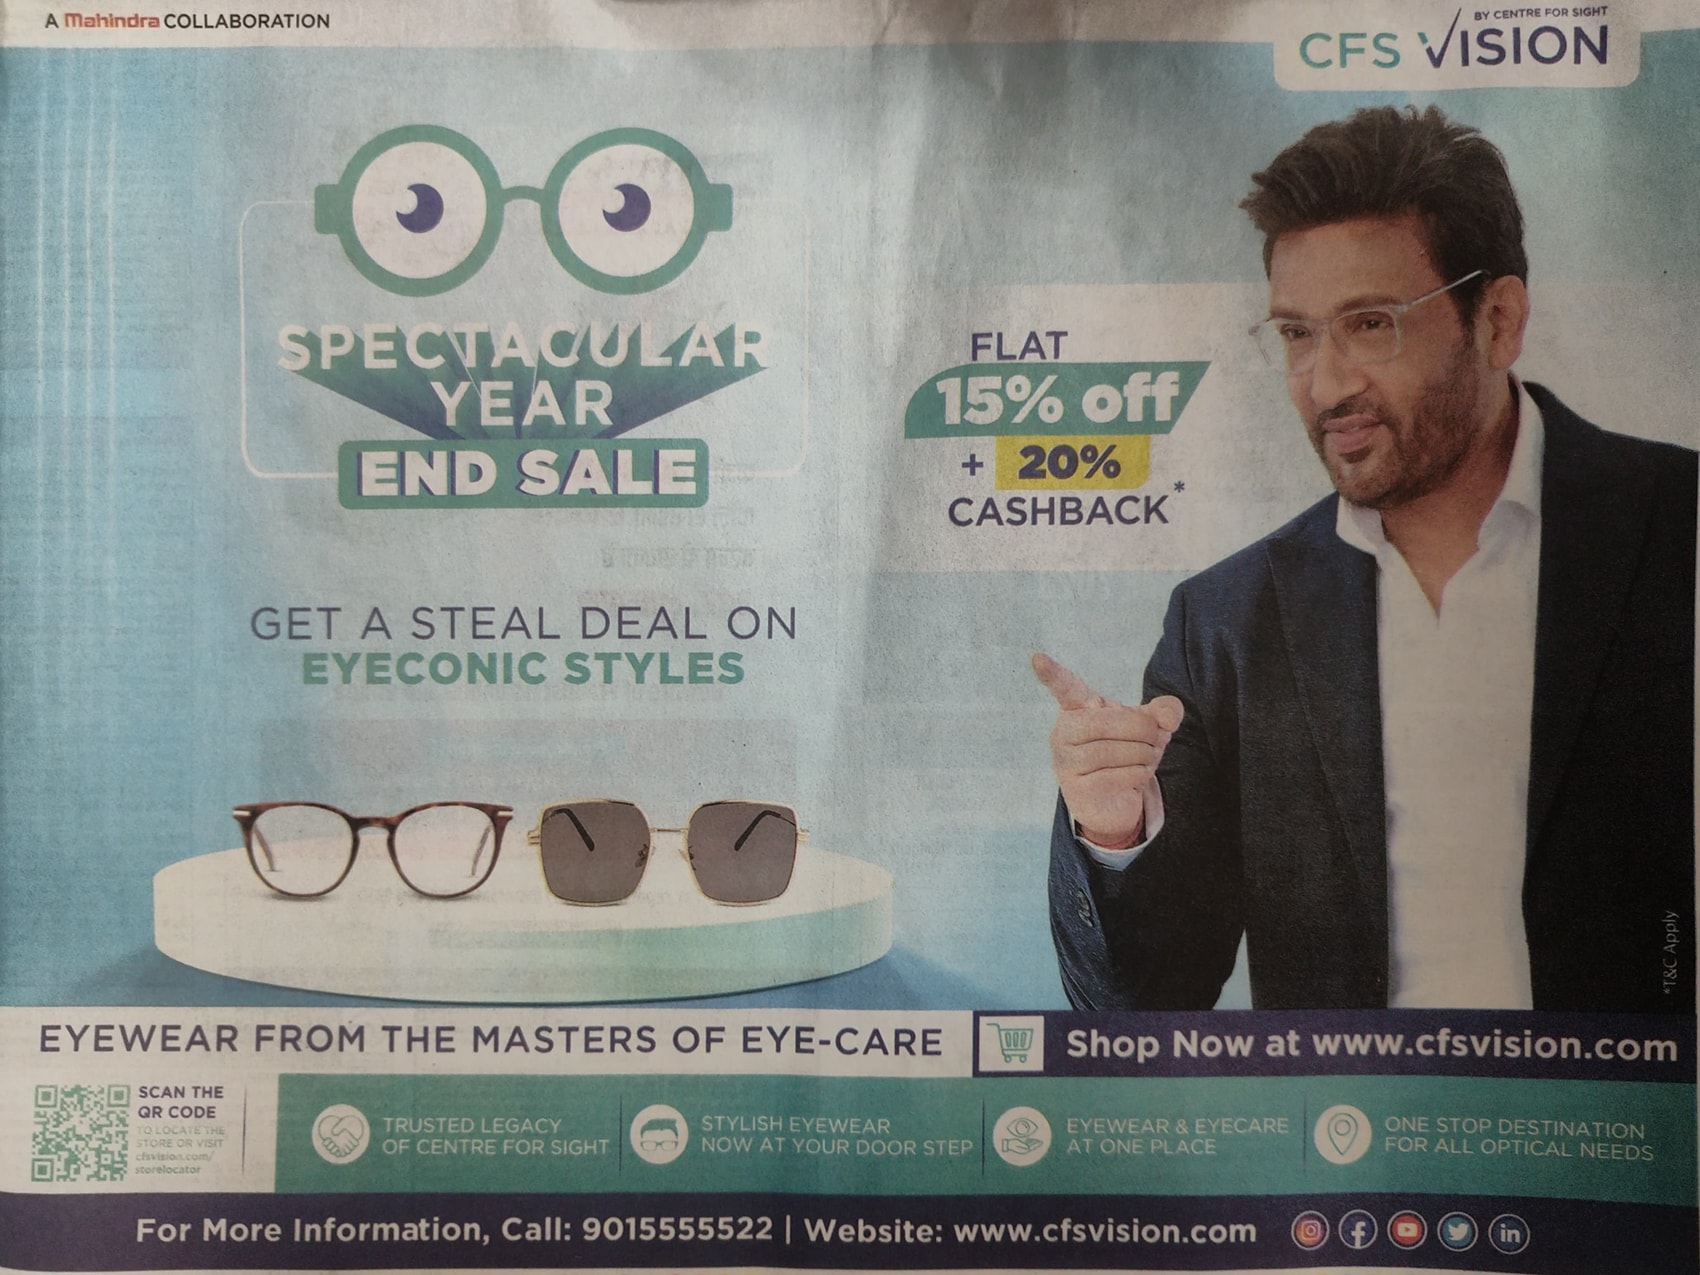 A Mahindra COLLABORATION
BY CENTRE FOR SIGHT
CFS VISION
SPECTACULAR
YEAR
END SALE
FLAT
15% off
+ 20%
CASHBACK*
GET A STEAL DEAL ON
EYECONIC STYLES
*T&C Apply
EYEWEAR FROM THE MASTERS OF EYE-CARE
Shop Now at www.cfsvision.com
SCAN THE
QR CODE
TO LOCATE THE
STORE OR VISIT
cfsvision.com/
storelocator
TRUSTED LEGACY
OF CENTRE FOR SIGHT
STYLISH EYEWEAR
NOW AT YOUR DOOR STEP
EYEWEAR & EYECARE
AT ONE PLACE
ONE STOP DESTINATION
FOR ALL OPTICAL NEEDS
For More Information, Call: 9015555522 | Website: www.cfsvision.com